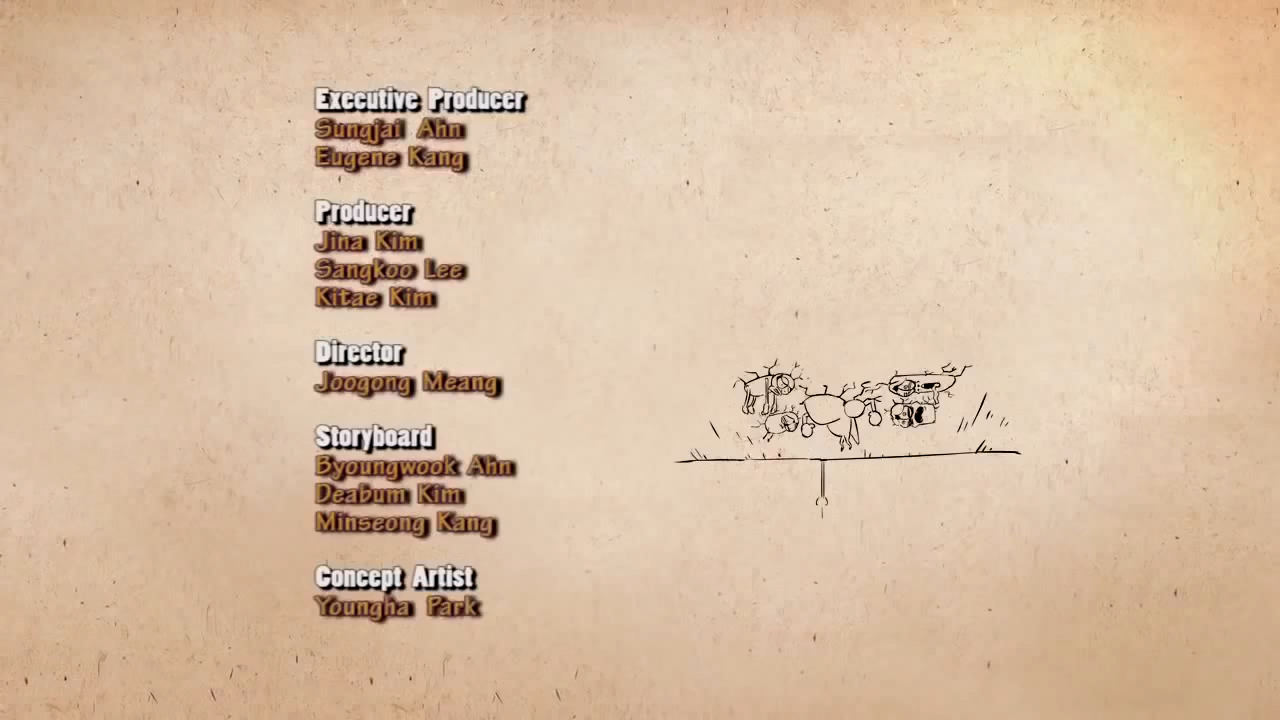 Executive Producer
Sungjai Ahn
Eugene Kang
Producer
Jina Kim
Sangkoo Lee
Kitae Kim
Director
Joogong Meang
Storyboard
Byoungwook Ahn
Deabum Kim
Minseong Kang
Concept Artist
Youngha Park